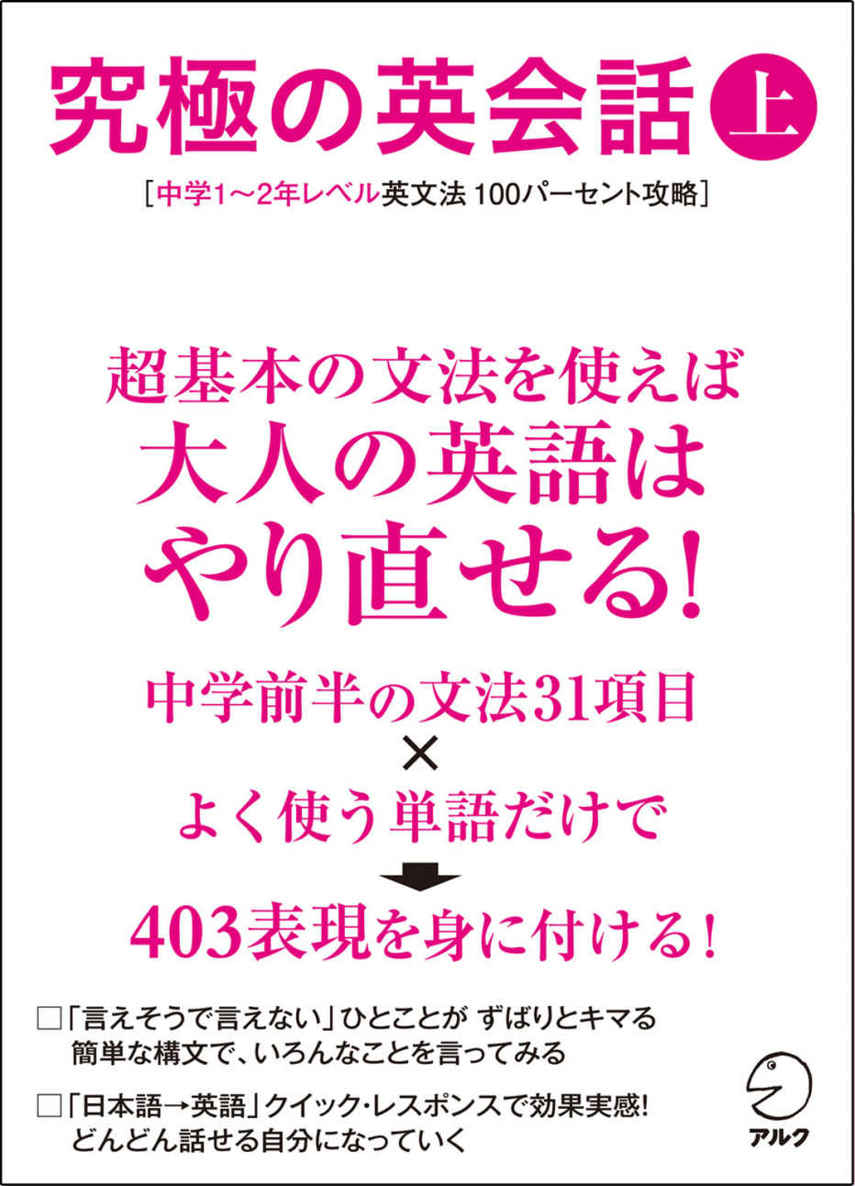 究極の英会話 上
[中学1〜2年レベル英文法 100パーセント攻略]
超基本の文法を使えば
大人の英語は
やり直せる!
中学前半の文法31項目
×
よく使う単語だけで
403表現を身に付ける!
□「言えそうで言えない」ひとことが ずばりとキマる
簡単な構文で、いろんなことを言ってみる
□「日本語→英語」クイック・レスポンスで効果実感!
どんどん話せる自分になっていく
アルク